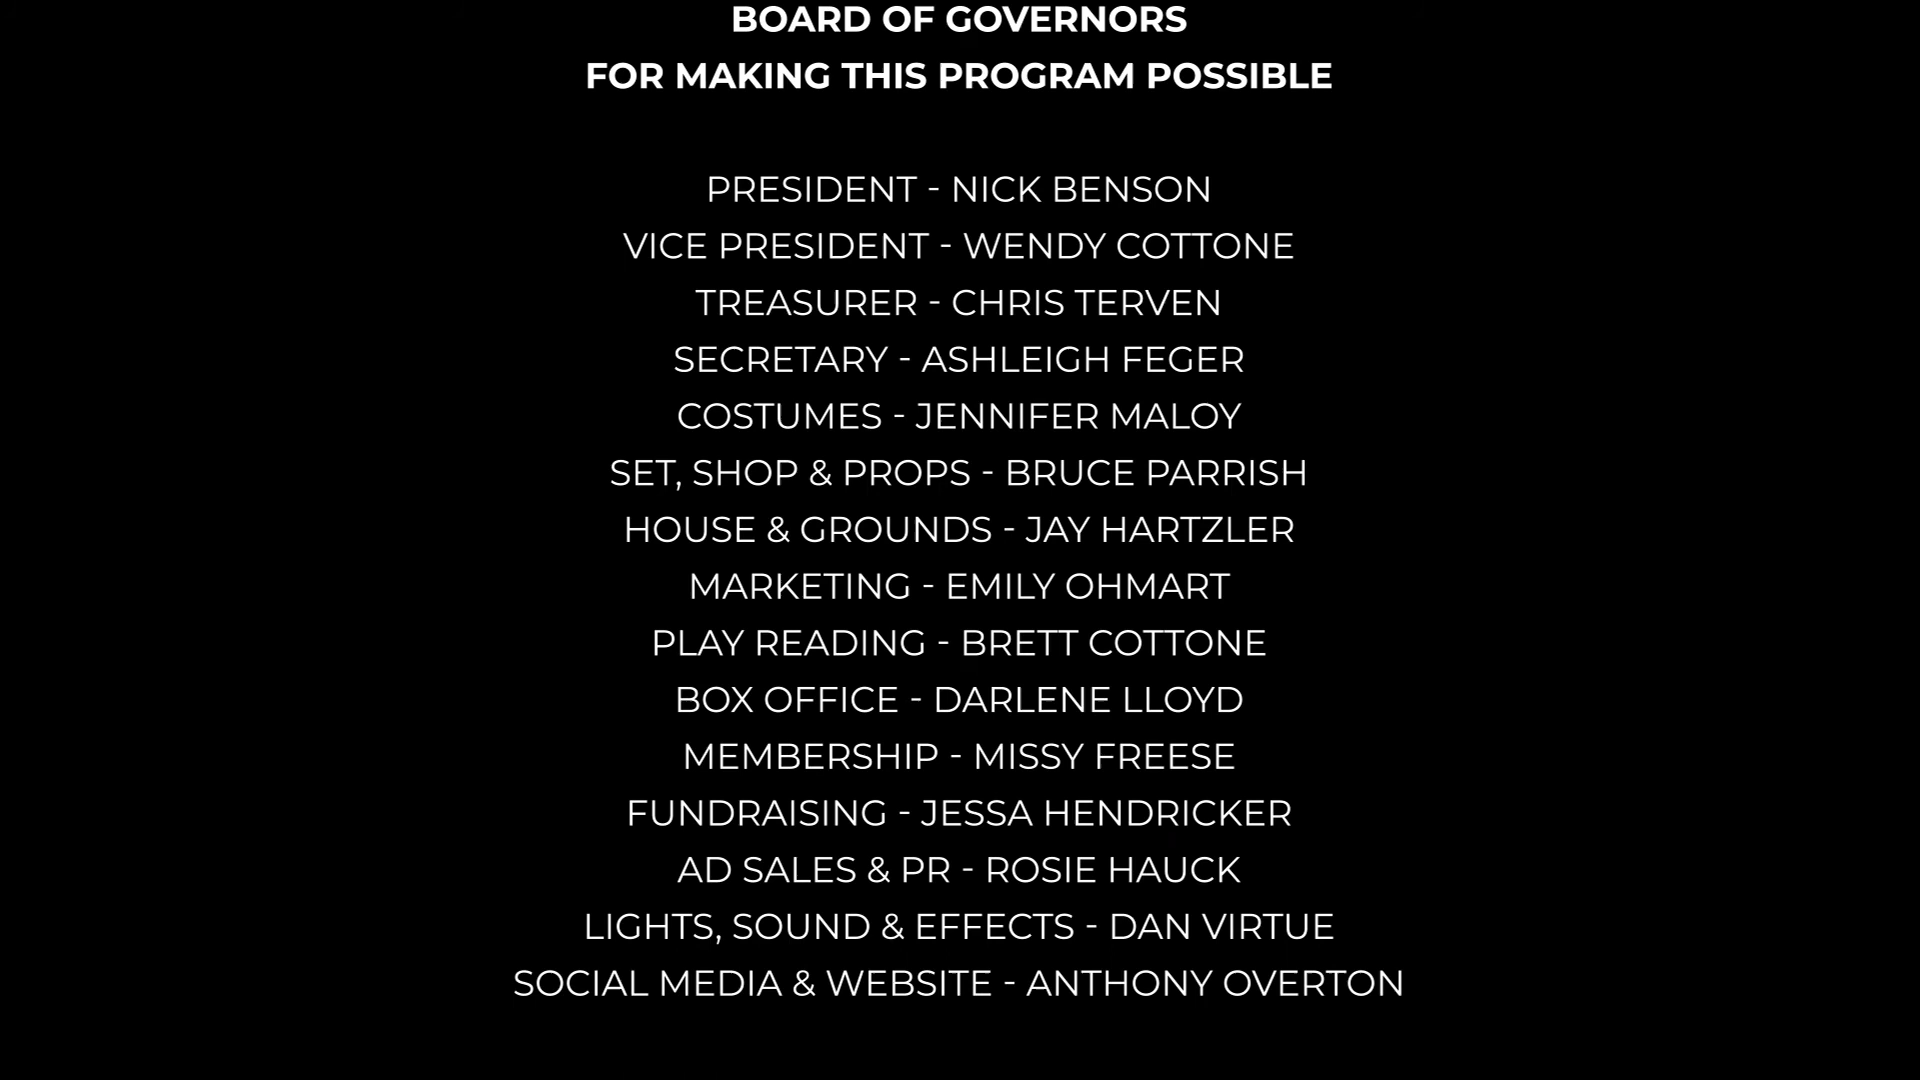 BOARD OF GOVERNORS
FOR MAKING THIS PROGRAM POSSIBLE
PRESIDENT - NICK BENSON
VICE PRESIDENT - WENDY COTTONE
TREASURER - CHRIS TERVEN
SECRETARY - ASHLEIGH FEGER
COSTUMES - JENNIFER MALOY
SET, SHOP & PROPS - BRUCE PARRISH
HOUSE & GROUNDS - JAY HARTZLER
MARKETING - EMILY OHMART
PLAY READING - BRETT COTTONE
BOX OFFICE - DARLENE LLOYD
MEMBERSHIP - MISSY FREESE
FUNDRAISING - JESSA HENDRICKER
AD SALES & PR - ROSIE HAUCK
LIGHTS, SOUND & EFFECTS - DAN VIRTUE
SOCIAL MEDIA & WEBSITE - ANTHONY OVERTON